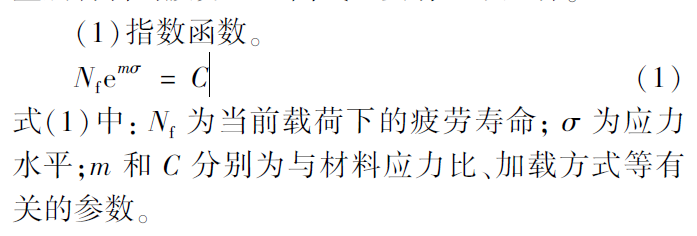 (1)指数函数。
N_f e^{mσ} = C (1)
式(1)中: N_f 为当前载荷下的疲劳寿命; σ 为应力
水平;m 和 C 分别为与材料应力比、加载方式等有
关的参数。